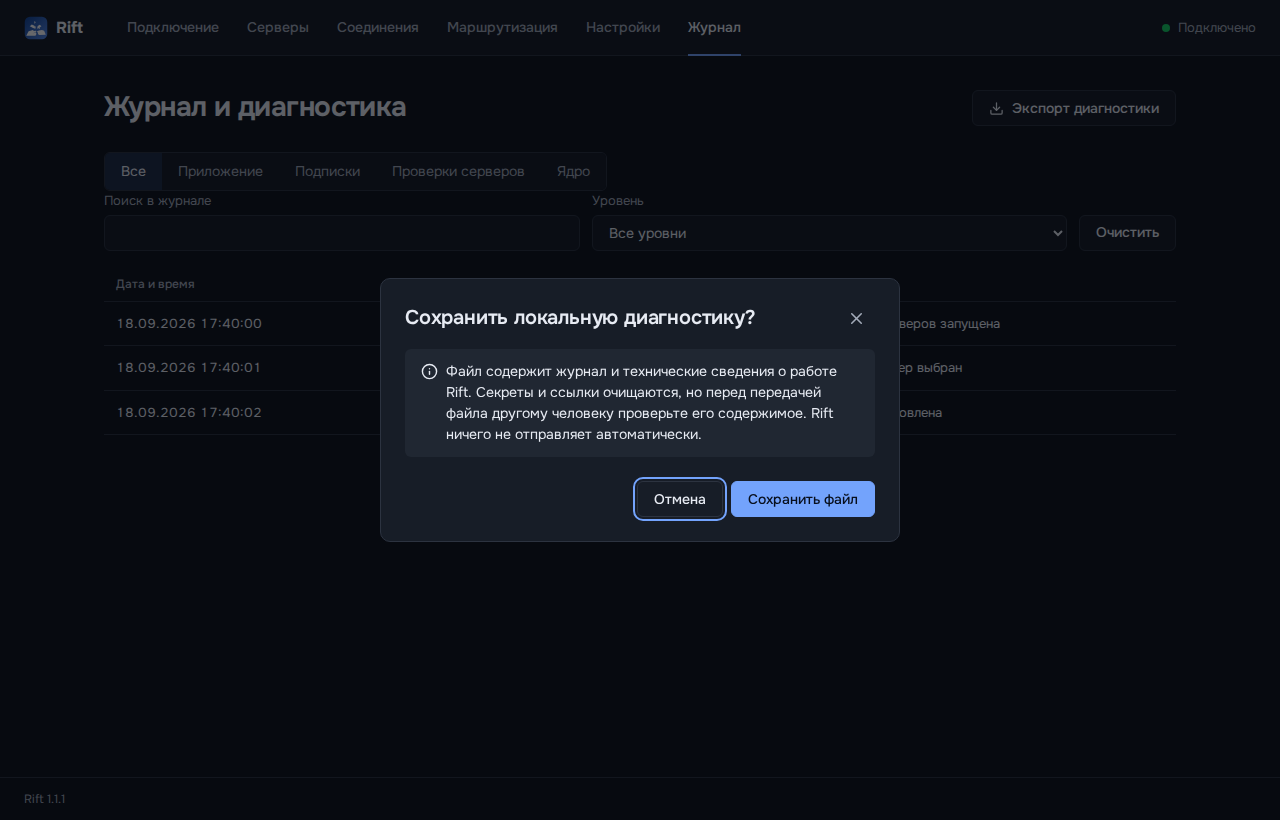 Rift
Подключение
Серверы
Соединения
Маршрутизация
Настройки
Журнал
Подключено
Журнал и диагностика
Экспорт диагностики
Все
Приложение
Подписки
Проверки серверов
Ядро
Поиск в журнале
Уровень
Все уровни
Очистить
Дата и время
18.09.2026 17:40:00
запущена
18.09.2026 17:40:01
выбран
18.09.2026 17:40:02
Сохранить локальную диагностику?
Файл содержит журнал и технические сведения о работе
Rift. Секреты и ссылки очищаются, но перед передачей
файла другому человеку проверьте его содержимое. Rift
ничего не отправляет автоматически.
Отмена
Сохранить файл
Rift 1.1.1